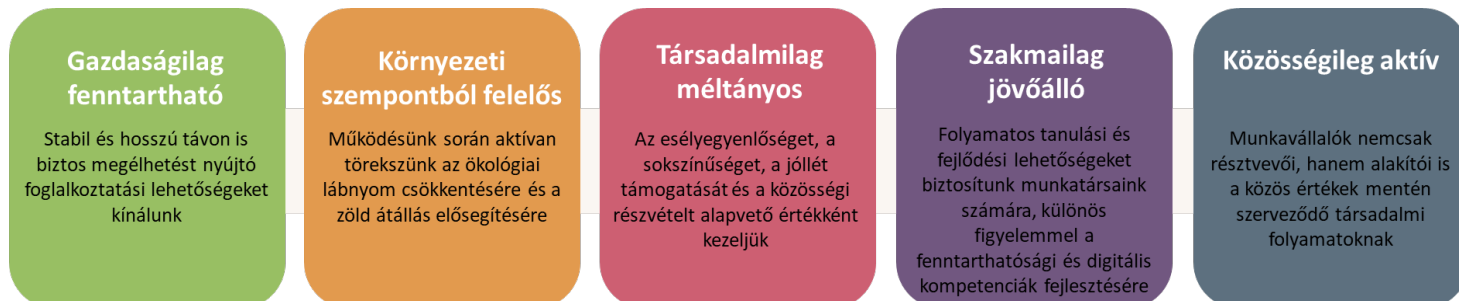 Gazdaságilag
fenntartható
Stabil és hosszú távon is
biztos megélhetést nyújtó
foglalkoztatási lehetőségeket
kínálunk
Környezeti
szempontból felelős
Működésünk során aktívan
törekszünk az ökológiai
lábnyom csökkentésére és a
zöld átállás elősegítésére
Társadalmilag
méltányos
Az esélyegyenlőséget, a
sokszínűséget, a jóllét
támogatását és a közösségi
részvételt alapvető értékként
kezeljük
Szakmailag
jövőálló
Folyamatos tanulási és
fejlődési lehetőségeket
biztosítunk munkatársaink
számára, különös
figyelemmel a
fenntarthatósági és digitális
kompetenciák fejlesztésére
Közösségileg aktív
Munkavállalók nemcsak
résztvevői, hanem alakítói is
a közös értékek mentén
szerveződő társadalmi
folyamatoknak